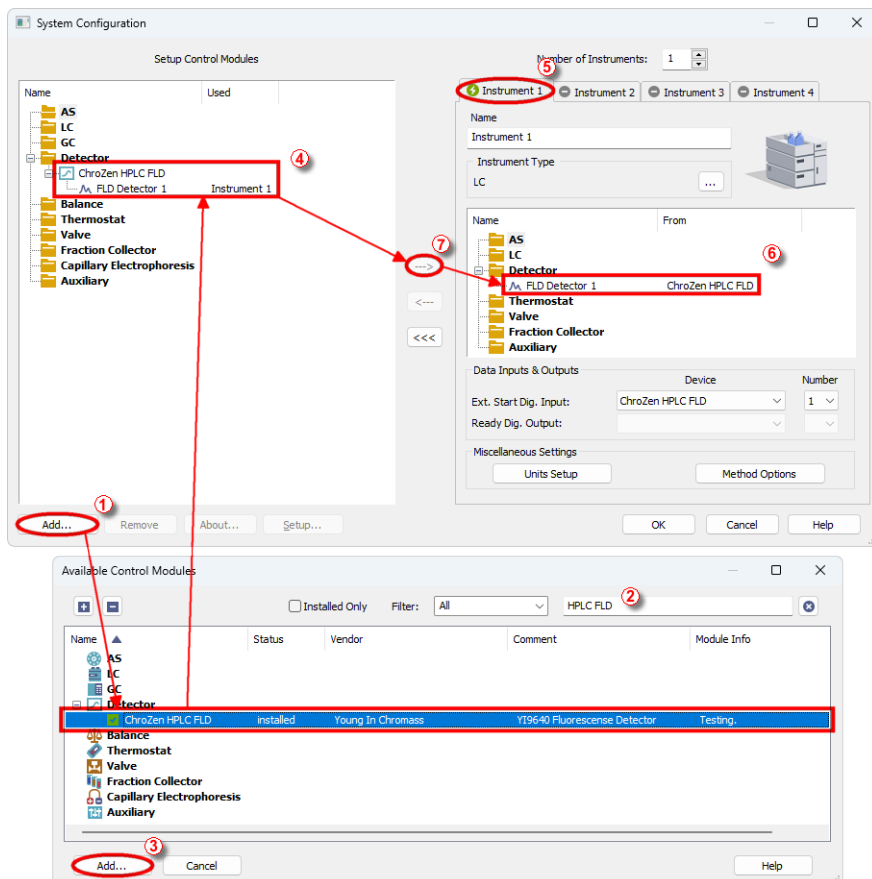 System Configuration
Setup Control Modules
Number of Instruments: 1
⑤
Name Used
AS
LC
GC
Detector
ChroZen HPLC FLD
FLD Detector 1 Instrument 1
④
Balance
Thermostat
Valve
Fraction Collector
Capillary Electrophoresis
Auxiliary
⑦
--->
<---
<<<
Instrument 1 Instrument 2 Instrument 3 Instrument 4
Name
Instrument 1
Instrument Type
LC ...
Name From
AS
LC
⑥
Detector
FLD Detector 1 ChroZen HPLC FLD
Thermostat
Valve
Fraction Collector
Auxiliary
Data Inputs & Outputs
Device Number
Ext. Start Dig. Input: ChroZen HPLC FLD 1
Ready Dig. Output:
Miscellaneous Settings
Units Setup Method Options
①
Add... Remove About... Setup... OK Cancel Help
Available Control Modules
Installed Only Filter: All HPLC FLD ②
Name Status Vendor Comment Module Info
AS
LC
GC
Detector
ChroZen HPLC FLD installed Young In Chromass YI9640 Fluorescense Detector Testing.
Balance
Thermostat
Valve
Fraction Collector
Capillary Electrophoresis
Auxiliary
③
Add... Cancel Help